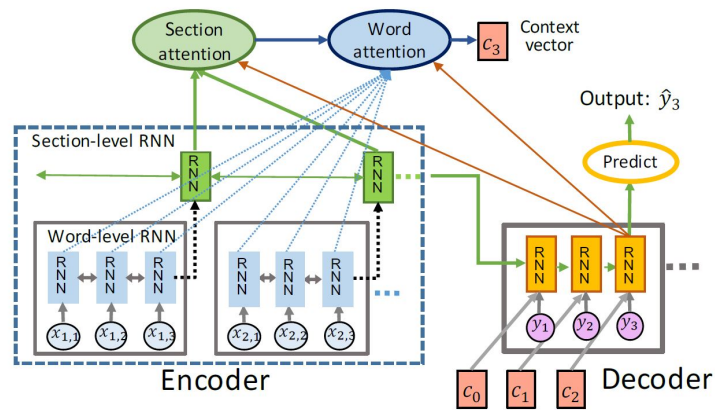 Section
attention
Word
attention
c₃
Context
vector
Output: ŷ₃
Predict
Section-level RNN
RNN
RNN
Word-level RNN
RNN
RNN
RNN
RNN
RNN
RNN
RNN
RNN
RNN
x₁,₁
x₁,₂
x₁,₃
x₂,₁
x₂,₂
x₂,₃
y₁
y₂
y₃
Encoder
c₀
c₁
c₂
Decoder